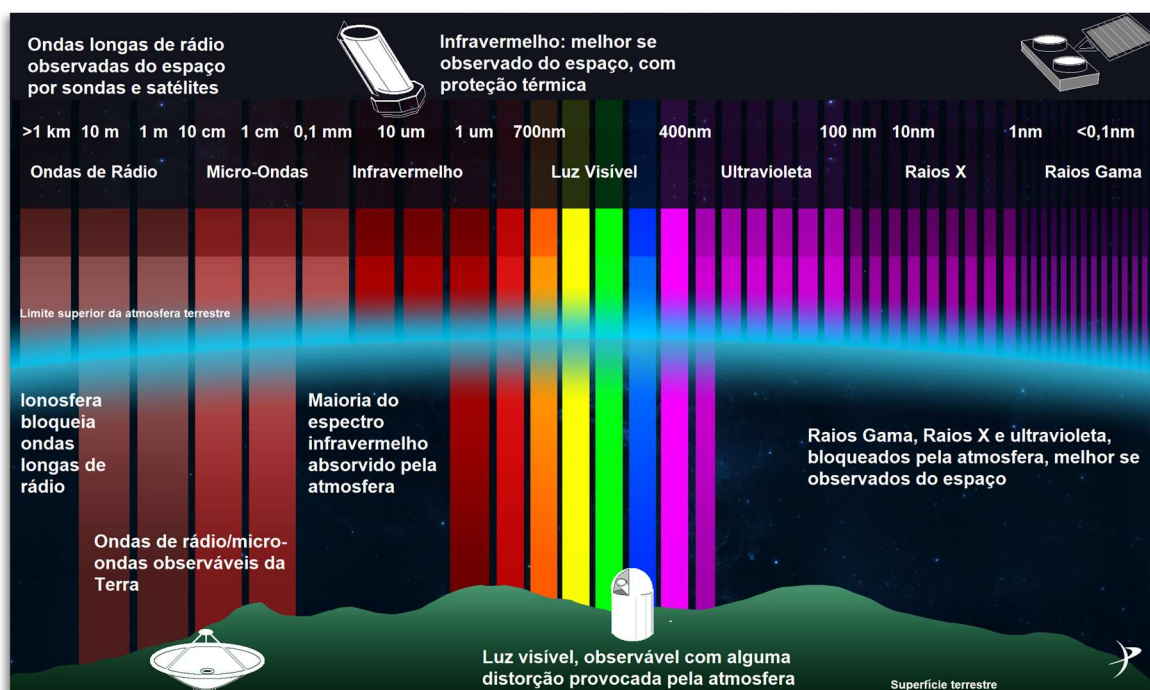 Ondas longas de rádio
observadas do espaço
por sondas e satélites
Infravermelho: melhor se
observado do espaço, com
proteção térmica
>1 km 10 m 1 m 10 cm 1 cm 0,1 mm 10 um 1 um 700nm 400nm 100 nm 10nm 1nm <0,1nm
Ondas de Rádio Micro-Ondas Infravermelho Luz Visível Ultravioleta Raios X Raios Gama
Limite superior da atmosfera terrestre
Ionosfera
bloqueia
ondas
longas de
rádio
Maioria do
espectro
infravermelho
absorvido pela
atmosfera
Raios Gama, Raios X e ultravioleta,
bloqueados pela atmosfera, melhor se
observados do espaço
Ondas de rádio/micro-
ondas observáveis da
Terra
Luz visível, observável com alguma
distorção provocada pela atmosfera
Superfície terrestre